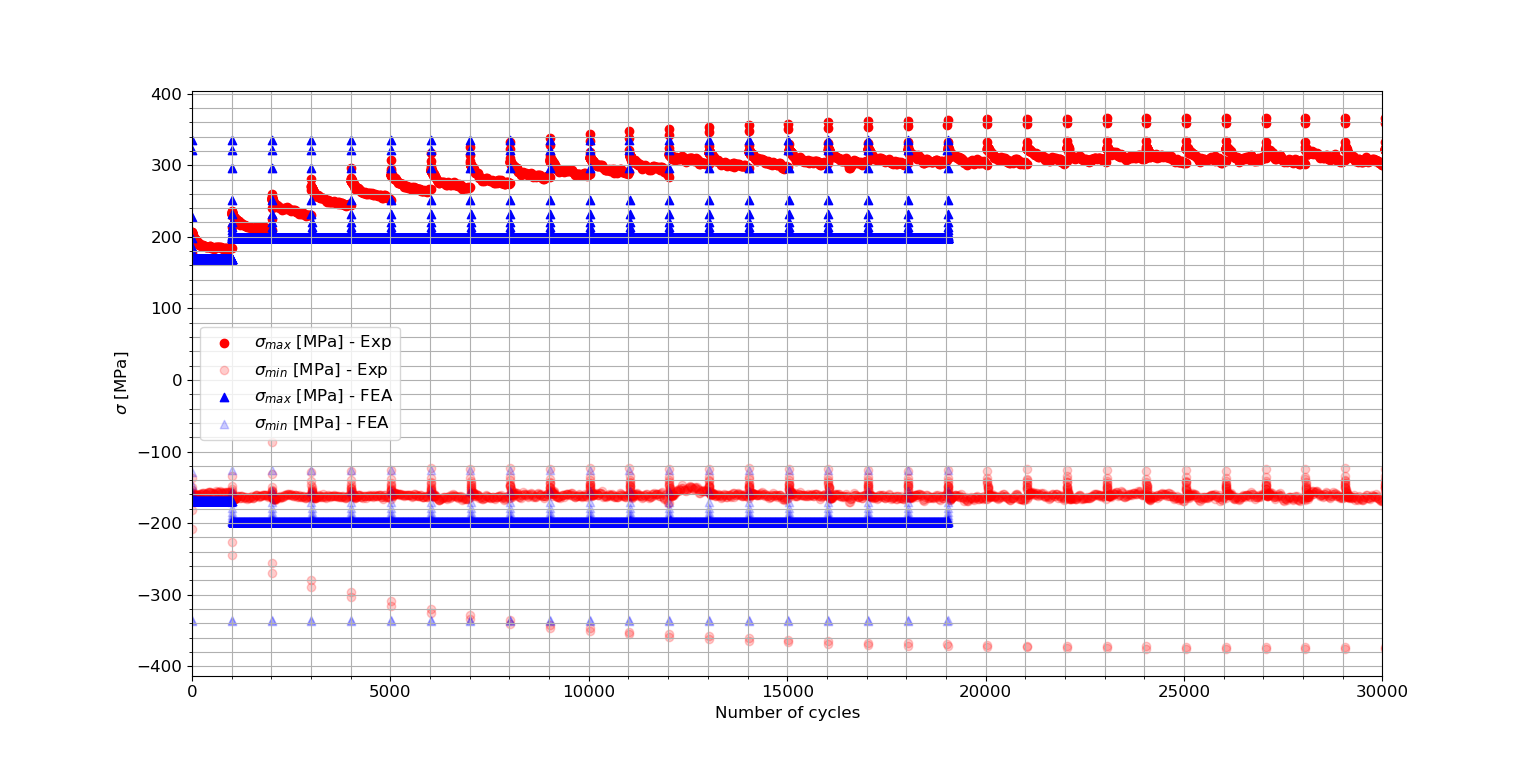 400
300
200
100
0
−100
−200
−300
−400
σ [MPa]
σmax [MPa] - Exp
σmin [MPa] - Exp
σmax [MPa] - FEA
σmin [MPa] - FEA
0 5000 10000 15000 20000 25000 30000
Number of cycles